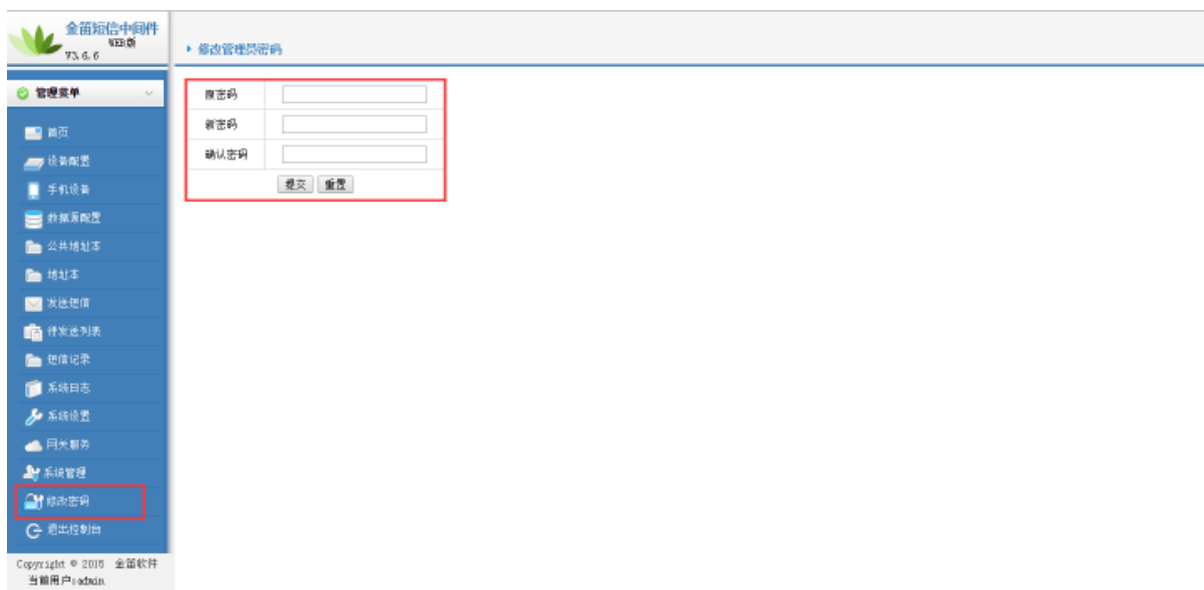 金笛短信中间件
WEB版
V3.6.6
修改管理员密码
管理菜单
首页
设备配置
手机设备
数据源配置
公共地址本
地址本
发送短信
待发送列表
短信记录
系统日志
系统设置
网关服务
系统管理
修改密码
退出控制台
Copyright © 2015 金笛软件
当前用户:admin
原密码
新密码
确认密码
提交 重置